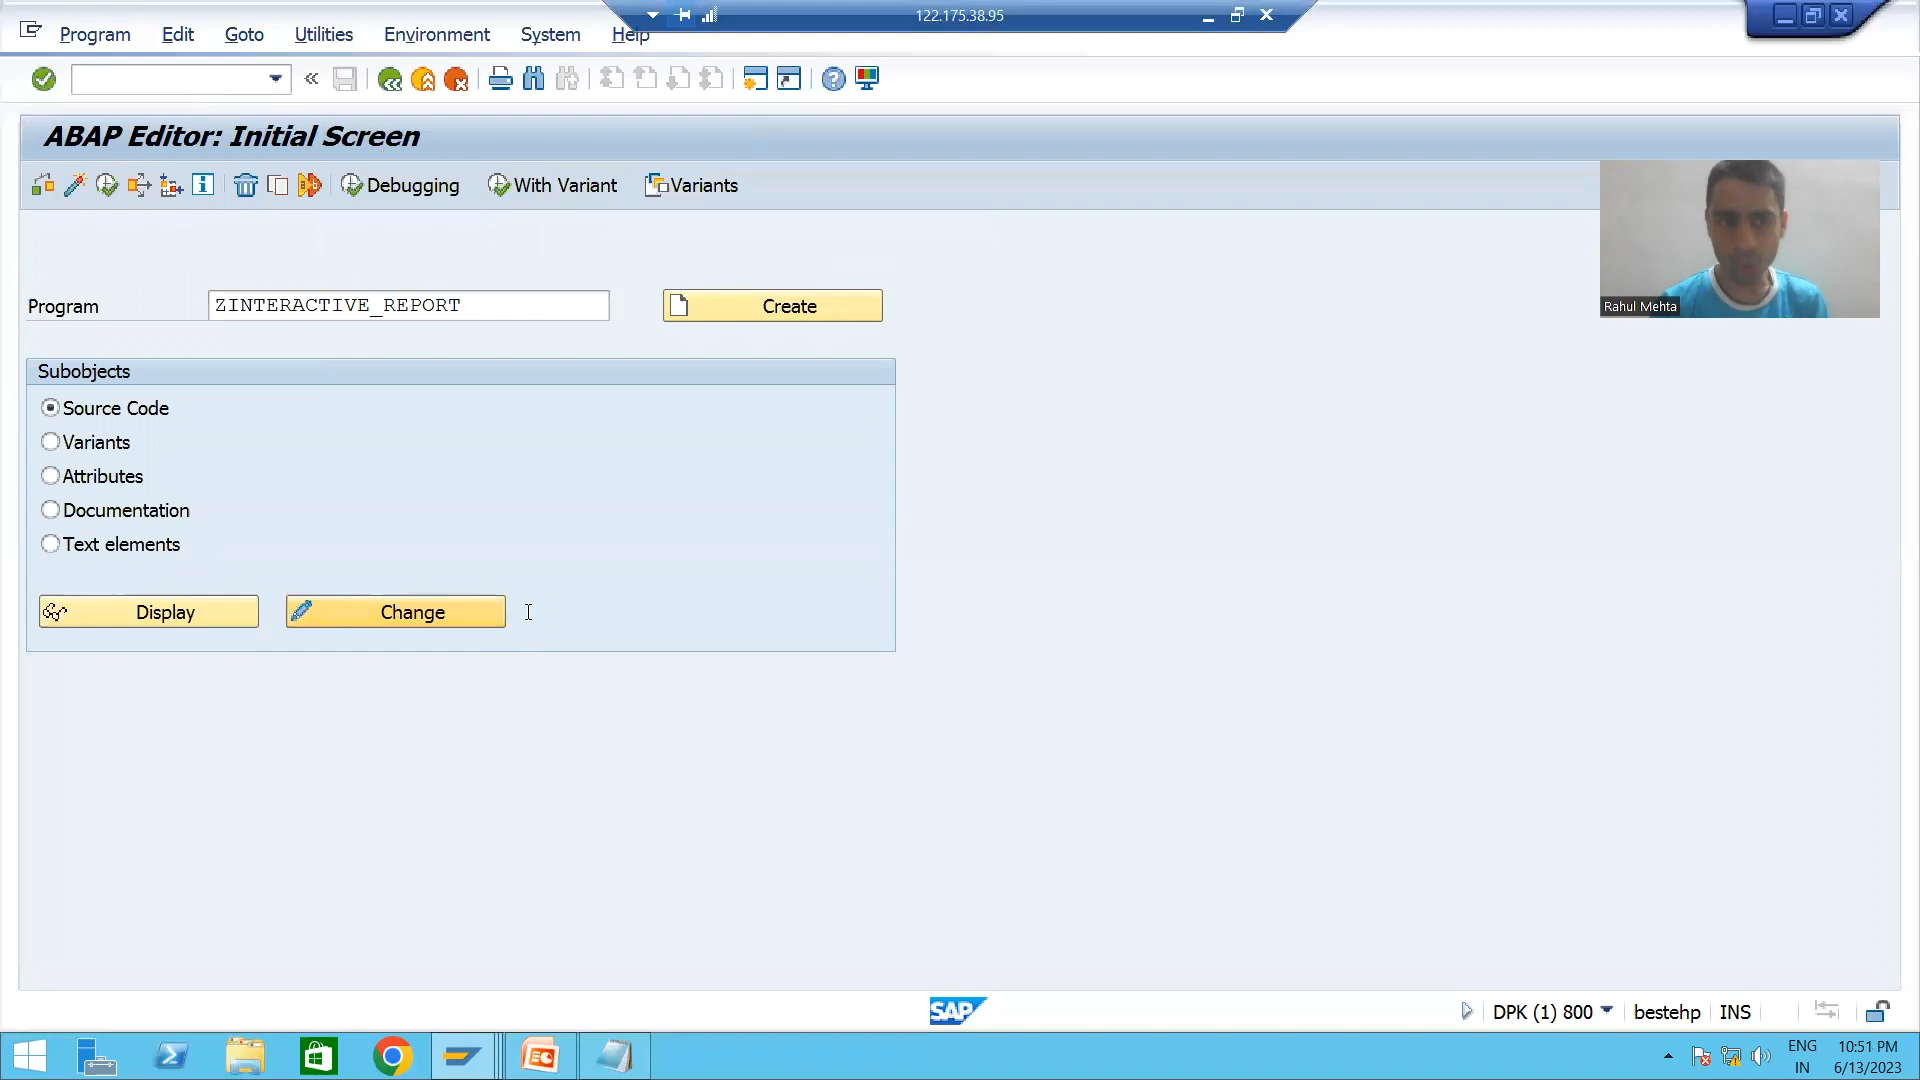 122.175.38.95
Program Edit Goto Utilities Environment System Help
ABAP Editor: Initial Screen
Debugging With Variant Variants
Program ZINTERACTIVE_REPORT Create
Rahul Mehta
Subobjects
Source Code
Variants
Attributes
Documentation
Text elements
Display Change
SAP DPK (1) 800 bestehp INS
ENG 10:51 PM
IN 6/13/2023